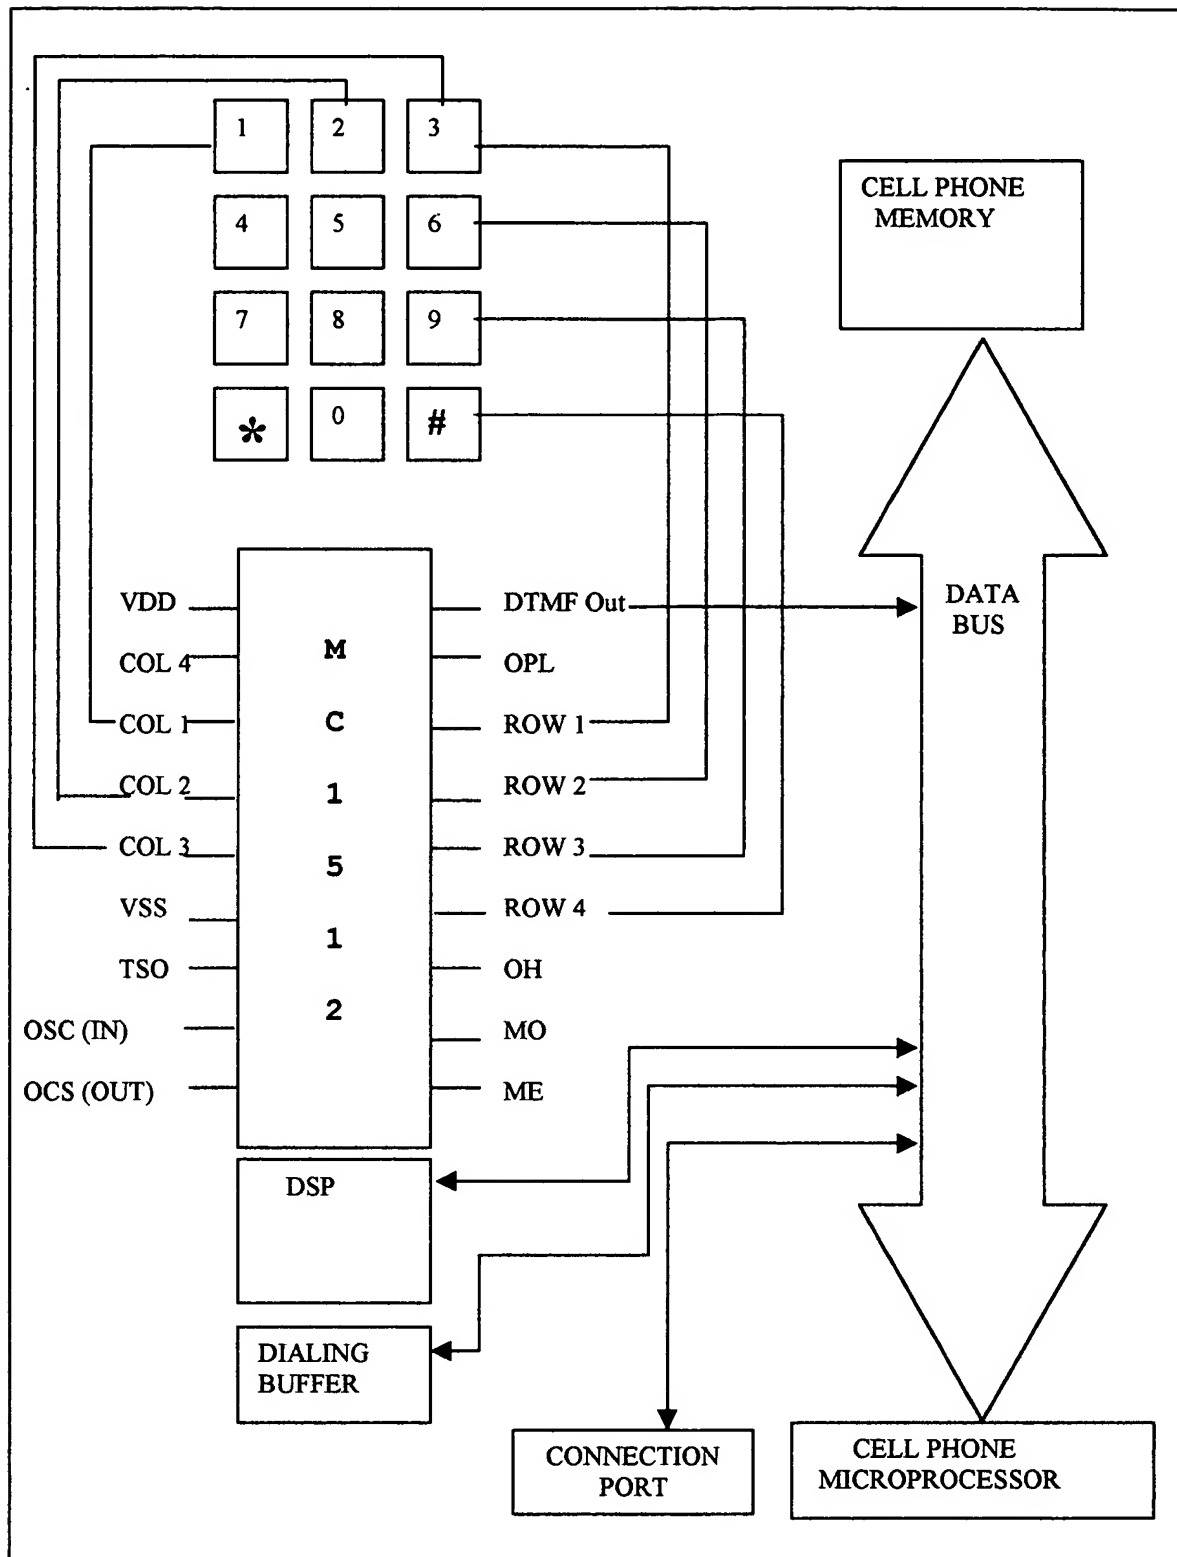 1 2 3
4 5 6
7 8 9
* 0 #
CELL PHONE
MEMORY
VDD
COL 4
COL 1
COL 2
COL 3
VSS
TSO
OSC (IN)
OCS (OUT)
M
C
1
5
1
2
DTMF Out
OPL
ROW 1
ROW 2
ROW 3
ROW 4
OH
MO
ME
DATA
BUS
DSP
DIALING
BUFFER
CONNECTION
PORT
CELL PHONE
MICROPROCESSOR